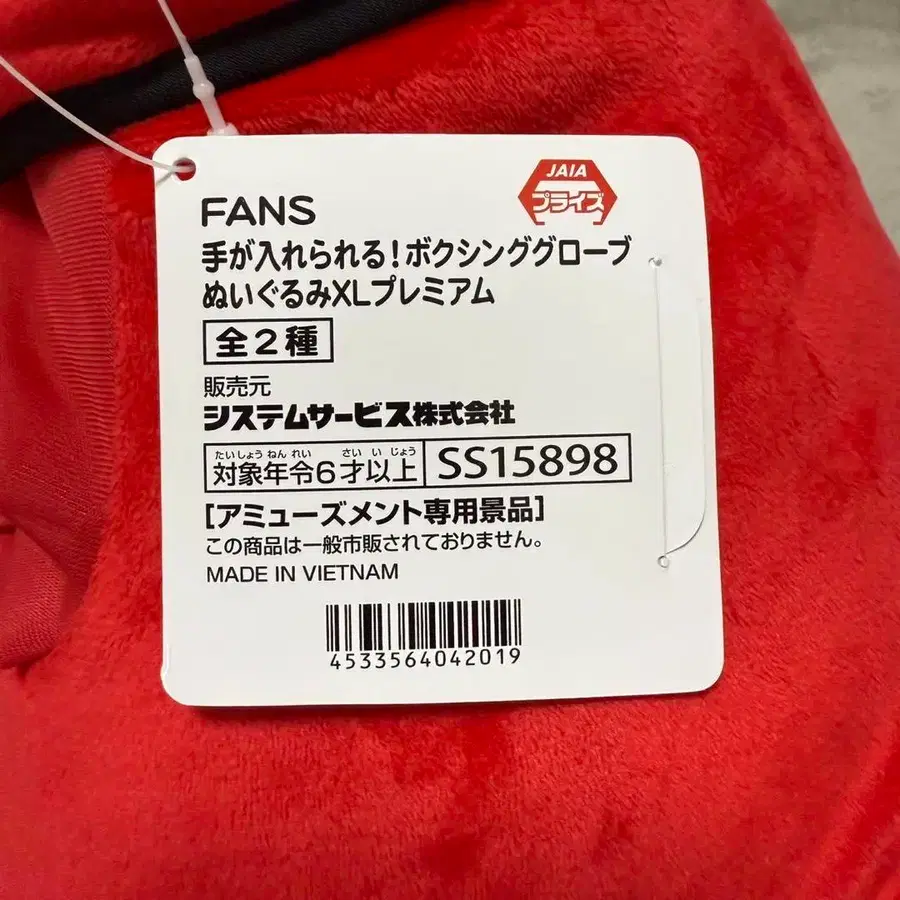 JAIA
プライズ
FANS
手が入れられる!ボクシンググローブ
ぬいぐるみXLプレミアム
全2種
販売元
システムサービス株式会社
たいしょうねんれい さいいじょう
対象年令6才以上 SS15898
[アミューズメント専用景品]
この商品は一般市販されておりません。
MADE IN VIETNAM
4533564042019